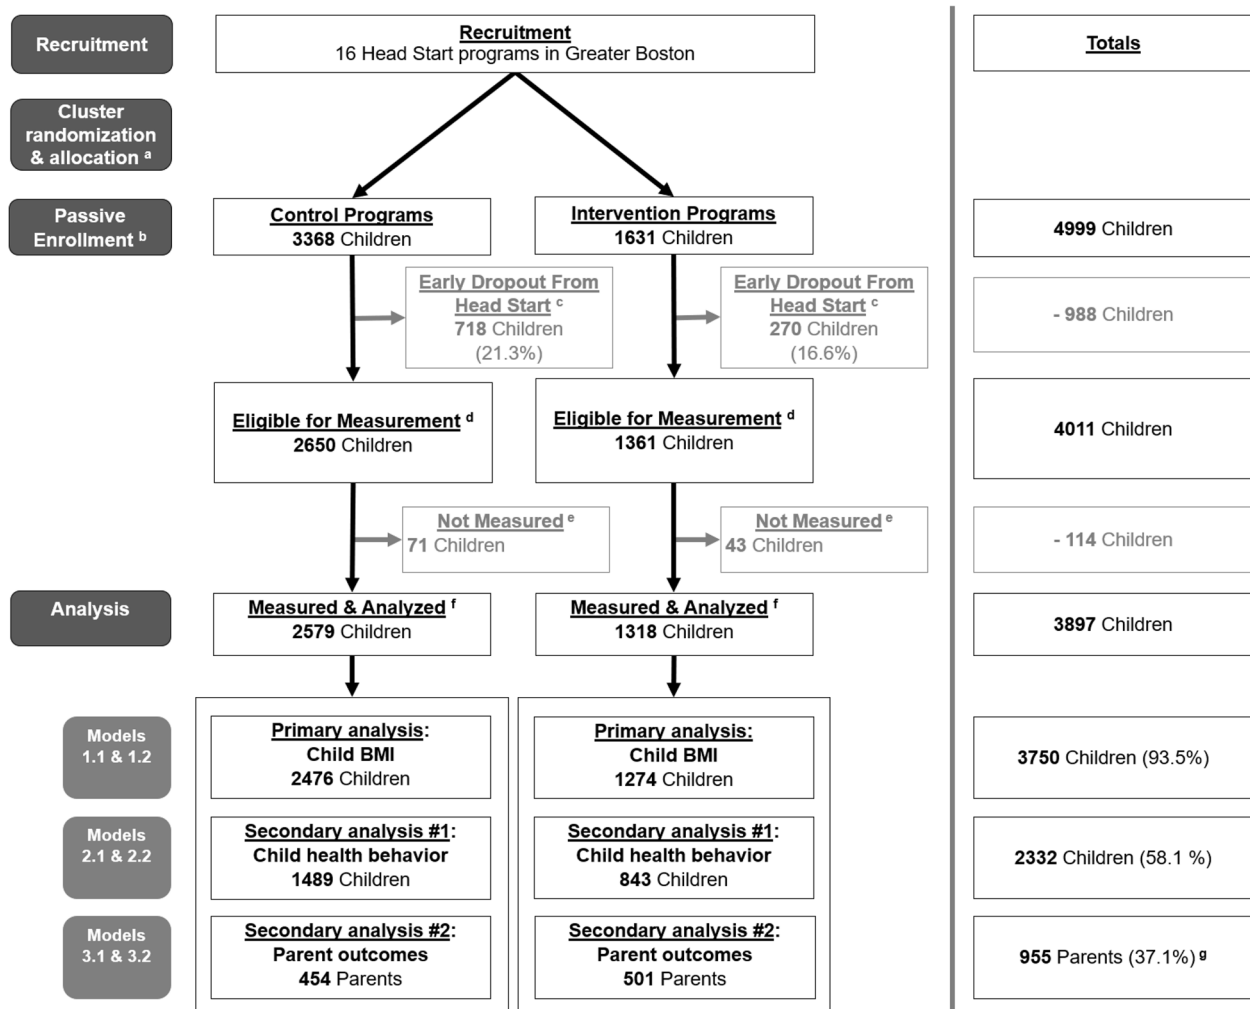 Recruitment
Recruitment
16 Head Start programs in Greater Boston
Totals
Cluster
randomization
& allocation a
Passive
Enrollment b
Control Programs
3368 Children
Intervention Programs
1631 Children
4999 Children
Early Dropout From
Head Start c
718 Children
(21.3%)
Early Dropout From
Head Start c
270 Children
(16.6%)
- 988 Children
Eligible for Measurement d
2650 Children
Eligible for Measurement d
1361 Children
4011 Children
Not Measured e
71 Children
Not Measured e
43 Children
- 114 Children
Analysis
Measured & Analyzed f
2579 Children
Measured & Analyzed f
1318 Children
3897 Children
Models
1.1 & 1.2
Primary analysis:
Child BMI
2476 Children
Primary analysis:
Child BMI
1274 Children
3750 Children (93.5%)
Models
2.1 & 2.2
Secondary analysis #1:
Child health behavior
1489 Children
Secondary analysis #1:
Child health behavior
843 Children
2332 Children (58.1 %)
Models
3.1 & 3.2
Secondary analysis #2:
Parent outcomes
454 Parents
Secondary analysis #2:
Parent outcomes
501 Parents
955 Parents (37.1%) g